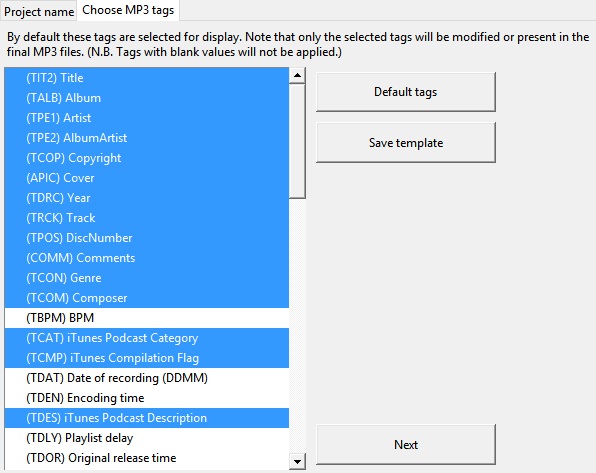 Project name
Choose MP3 tags
By default these tags are selected for display. Note that only the selected tags will be modified or present in the
final MP3 files. (N.B. Tags with blank values will not be applied.)
(TIT2) Title
(TALB) Album
(TPE1) Artist
(TPE2) AlbumArtist
(TCOP) Copyright
(APIC) Cover
(TDRC) Year
(TRCK) Track
(TPOS) DiscNumber
(COMM) Comments
(TCON) Genre
(TCOM) Composer
(TBPM) BPM
(TCAT) iTunes Podcast Category
(TCMP) iTunes Compilation Flag
(TDAT) Date of recording (DDMM)
(TDEN) Encoding time
(TDES) iTunes Podcast Description
(TDLY) Playlist delay
(TDOR) Original release time
Default tags
Save template
Next